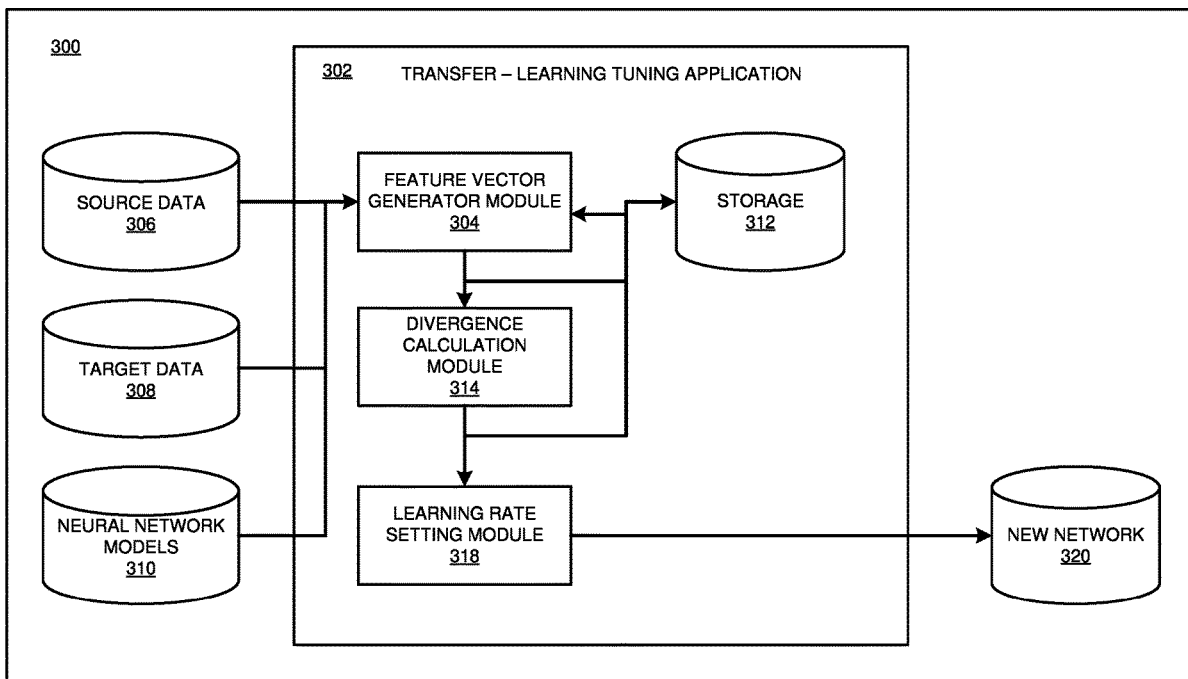 300
302
TRANSFER – LEARNING TUNING APPLICATION
SOURCE DATA
306
FEATURE VECTOR
GENERATOR MODULE
304
STORAGE
312
TARGET DATA
308
DIVERGENCE
CALCULATION
MODULE
314
NEURAL NETWORK
MODELS
310
LEARNING RATE
SETTING MODULE
318
NEW NETWORK
320